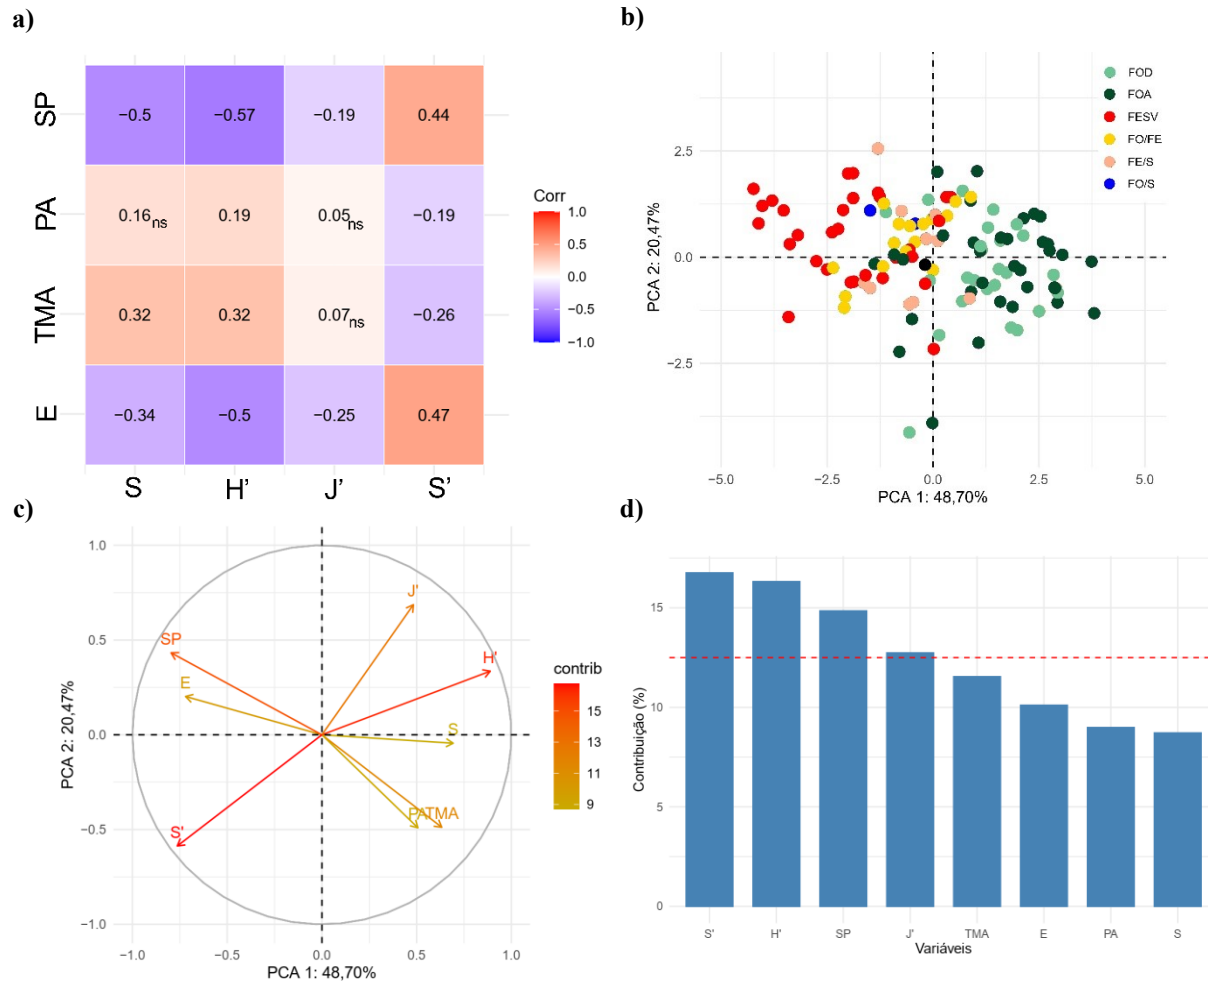 a)
SP
PA
TMA
E
−0.5
−0.57
−0.19
0.44
0.16ns
0.19
0.05ns
−0.19
0.32
0.32
0.07ns
−0.26
−0.34
−0.5
−0.25
0.47
S
H'
J'
S'
Corr
1.0
0.5
0.0
−0.5
−1.0
b)
FOD
FOA
FESV
FO/FE
FE/S
FO/S
2.5
0.0
−2.5
PCA 2: 20,47%
−5.0
−2.5
0.0
2.5
5.0
PCA 1: 48,70%
c)
1.0
0.5
0.0
−0.5
−1.0
PCA 2: 20,47%
J'
SP
H'
E
S
PA
TMA
S'
−1.0
−0.5
0.0
0.5
1.0
PCA 1: 48,70%
contrib
15
13
11
9
d)
15
10
5
0
Contribuição (%)
S'
H'
SP
J'
TMA
E
PA
S
Variáveis